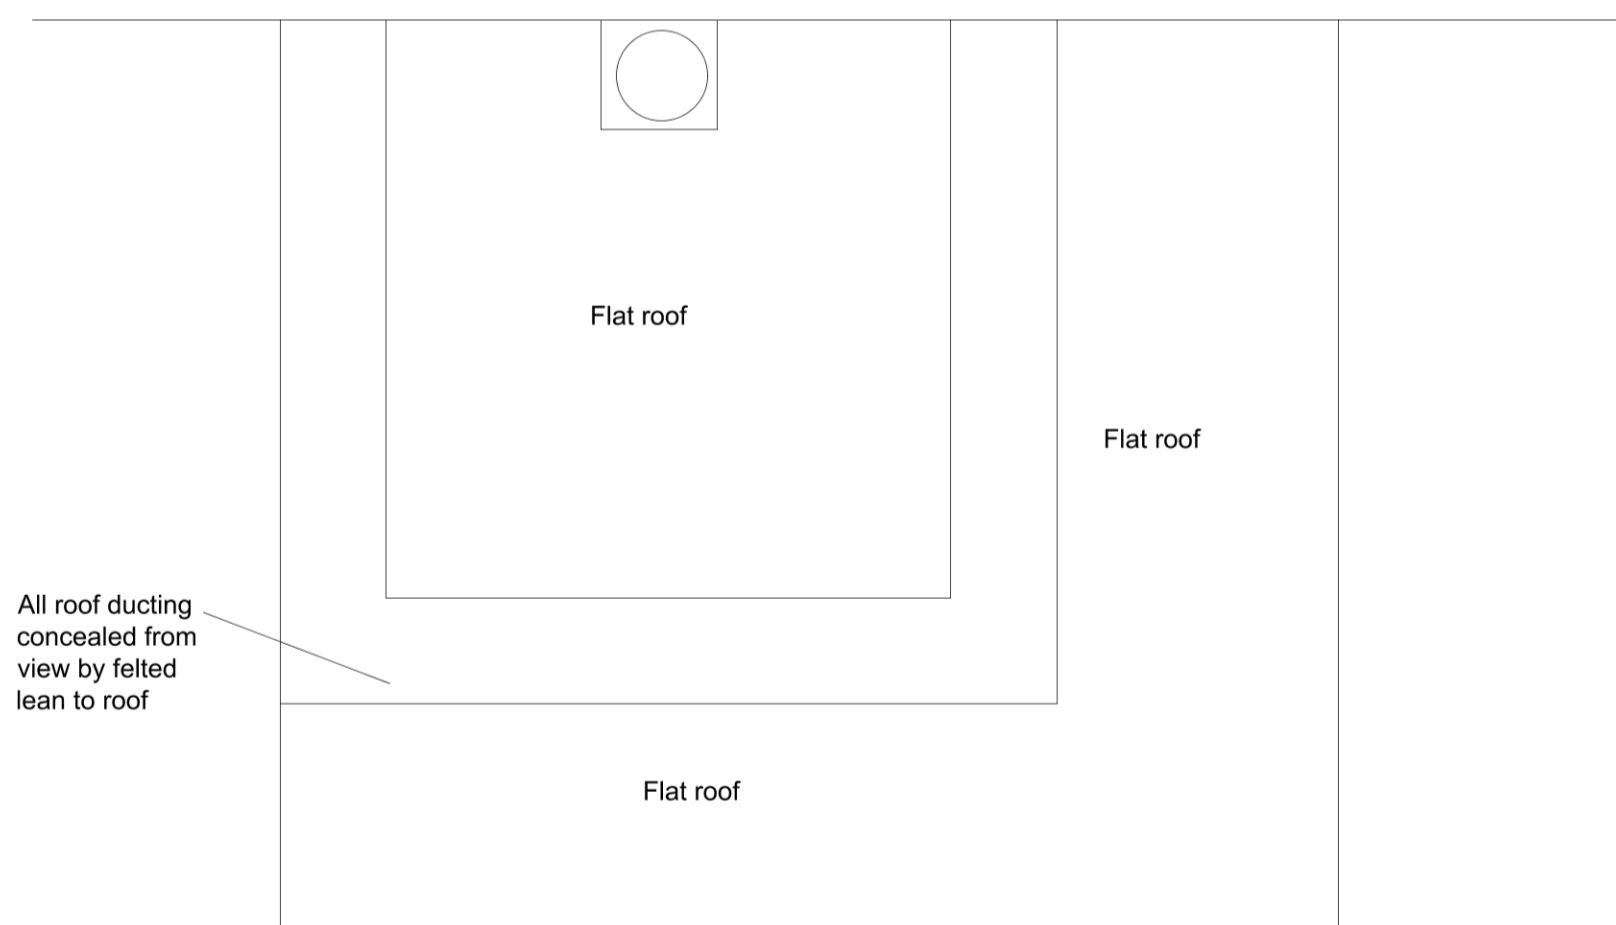 Flat roof
Flat roof
All roof ducting
concealed from
view by felted
lean to roof
Flat roof